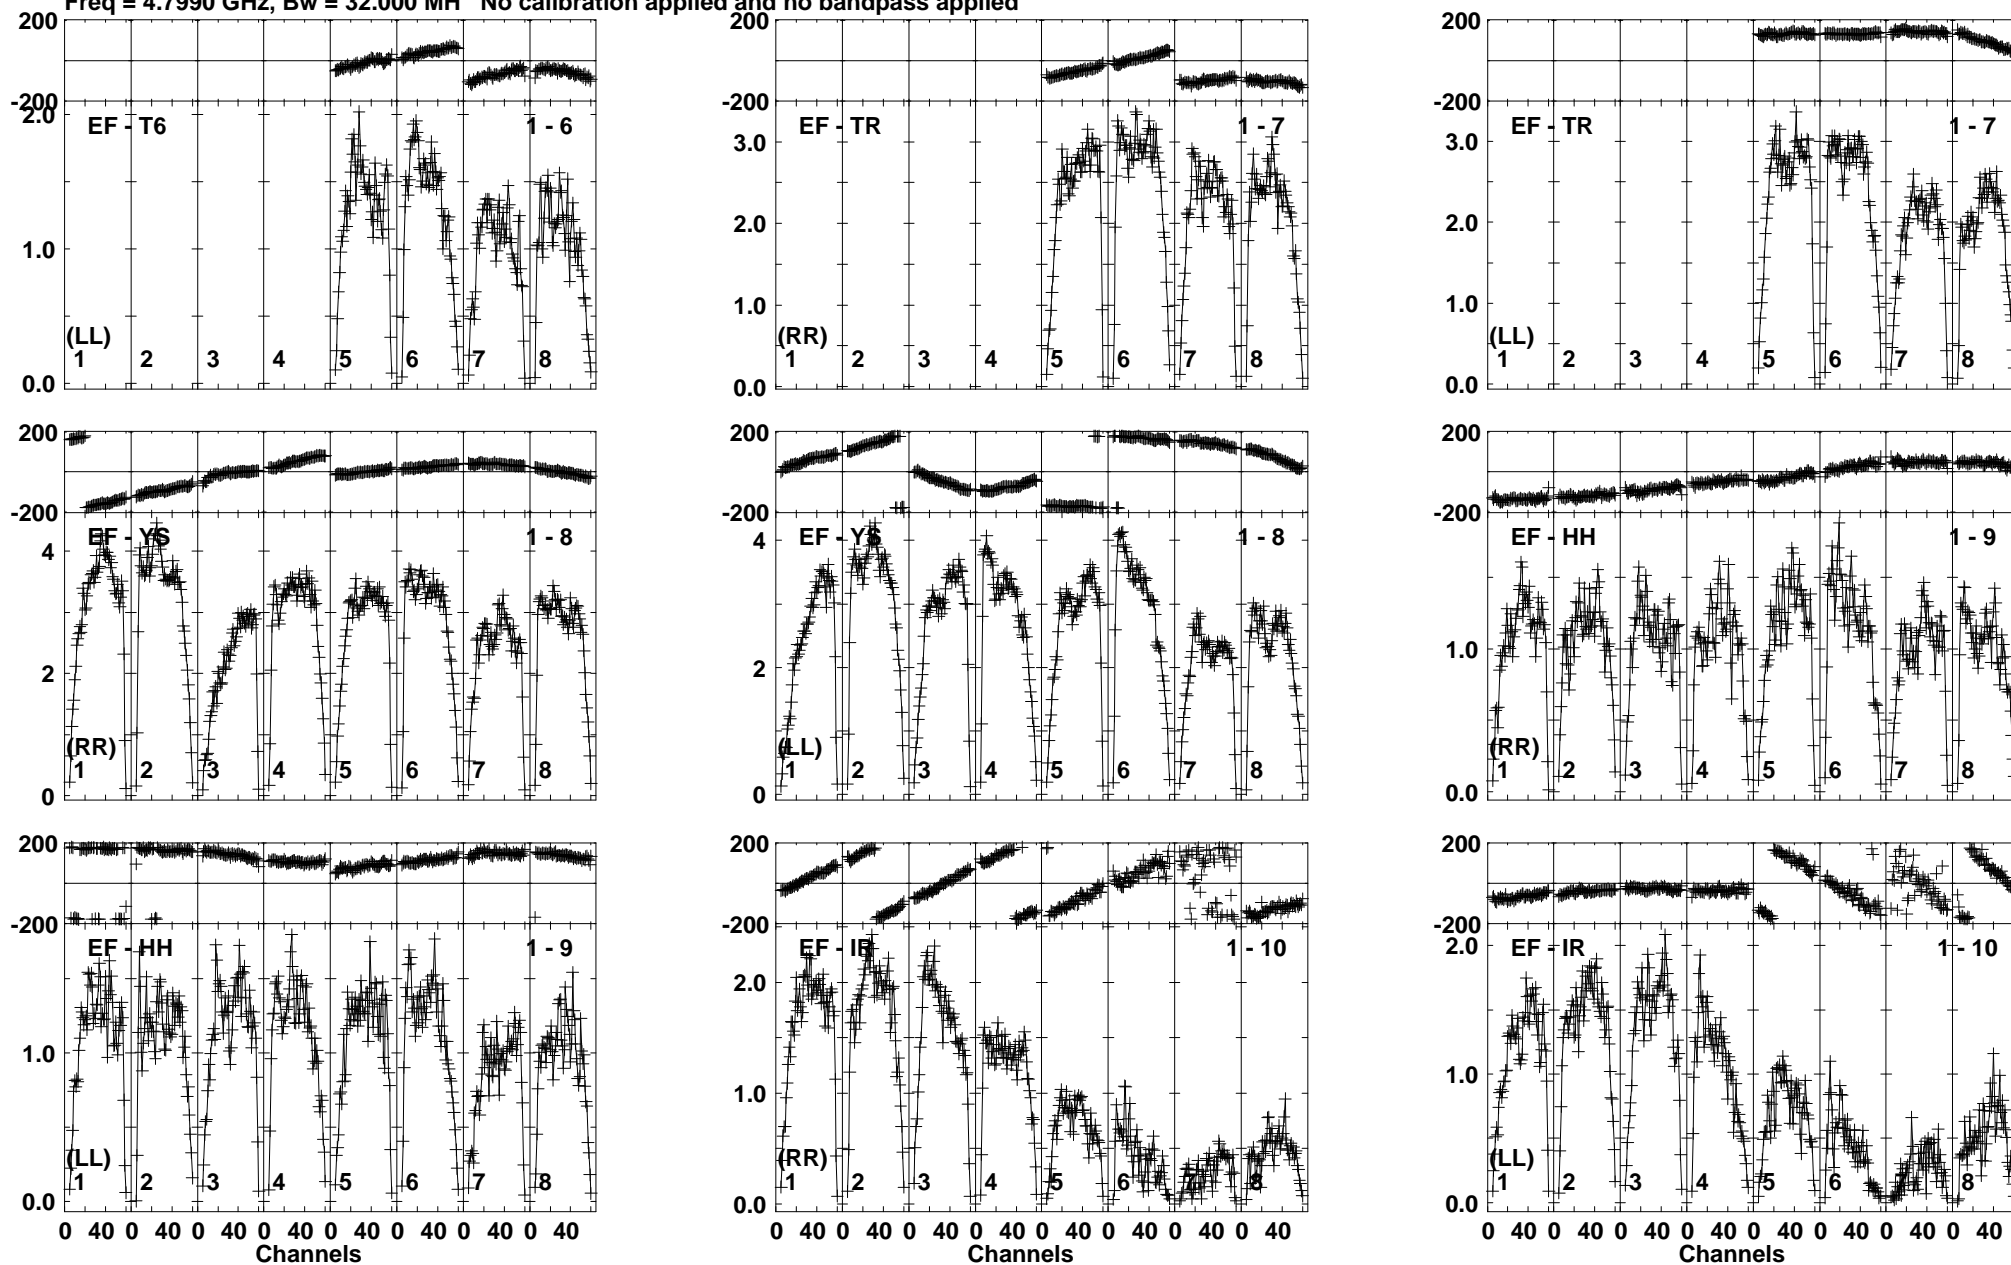 Freq = 4.7990 GHz, Bw = 32.000 MH No calibration applied and no bandpass applied
200 200 200
-200 -200 -200
2.0 EF - T6 1 - 6
1.0
0.0
(LL)
1 2 3 4 5 6 7 8
EF - TR 1 - 7
3.0
2.0
1.0
0.0
(RR)
1 2 3 4 5 6 7 8
EF - TR 1 - 7
3.0
2.0
1.0
0.0
(LL)
1 2 3 4 5 6 7 8
200 200 200
-200 -200 -200
EF - YS 1 - 8
4
2
0
(RR)
1 2 3 4 5 6 7 8
EF - YS 1 - 8
4
2
0
(LL)
1 2 3 4 5 6 7 8
EF - HH 1 - 9
1.0
0.0
(RR)
1 2 3 4 5 6 7 8
200 200 200
-200 -200 -200
EF - HH 1 - 9
1.0
0.0
(LL)
1 2 3 4 5 6 7 8
0 40 0 40 0 40 0 40 0 40 0 40 0 40 0 40
Channels
EF - IR 1 - 10
2.0
1.0
0.0
(RR)
1 2 3 4 5 6 7 8
0 40 0 40 0 40 0 40 0 40 0 40 0 40 0 40
Channels
EF - IR 1 - 10
2.0
1.0
0.0
(LL)
1 2 3 4 5 6 7 8
0 40 0 40 0 40 0 40 0 40 0 40 0 40 0 40
Channels